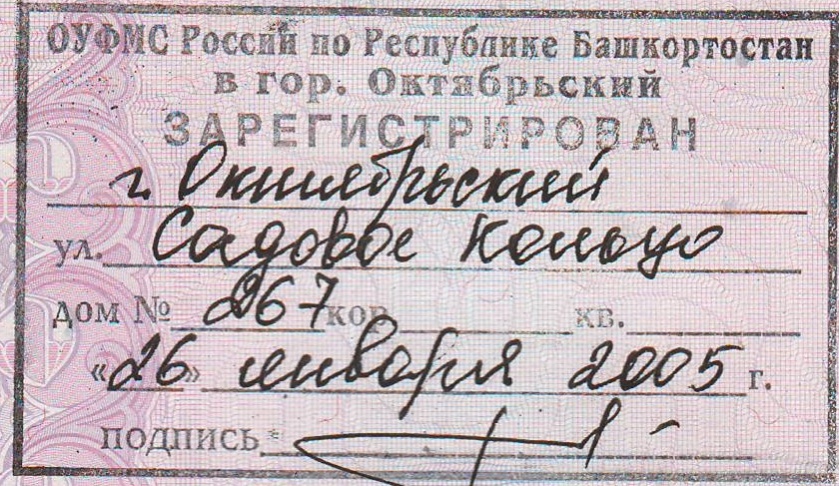 ОУФМС России по Республике Башкортостан
в гор. Октябрьский
ЗАРЕГИСТРИРОВАН
г. Октябрьский
ул. Садовое Кольцо
дом № 267 кор. кв.
«26» января 2005 г.
подпись